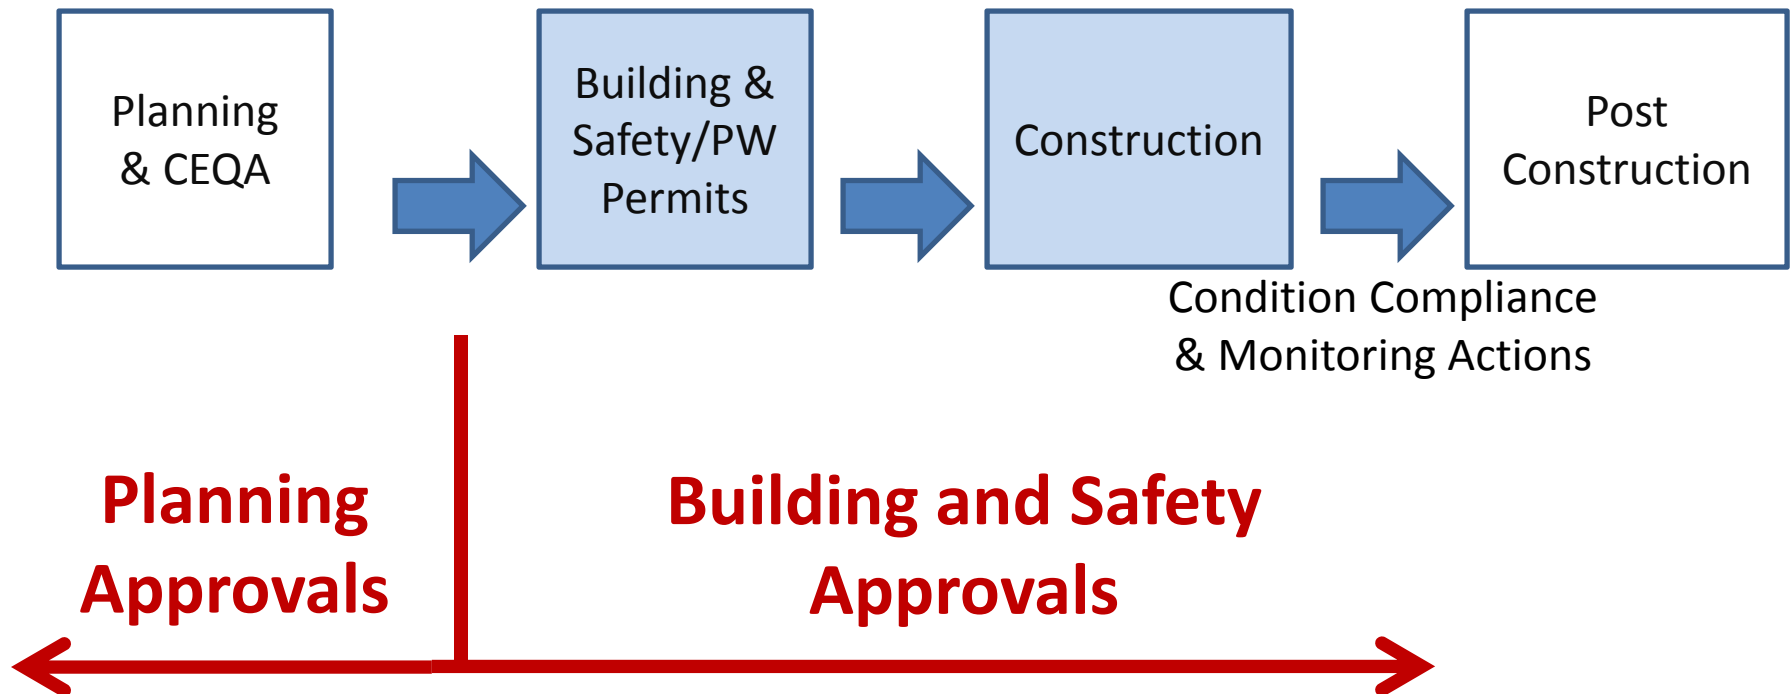 Planning
& CEQA
Building &
Safety/PW
Permits
Construction
Post
Construction
Condition Compliance
& Monitoring Actions
Planning
Approvals
Building and Safety
Approvals